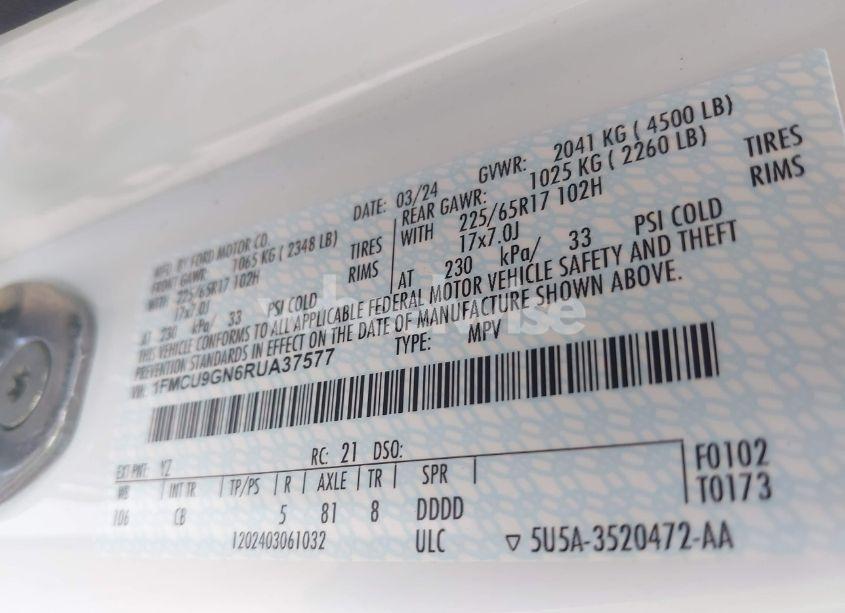 MFD. BY FORD MOTOR CO.
DATE: 03/24 GVWR: 2041 KG ( 4500 LB)
FRONT GAWR: 1065 KG ( 2348 LB) REAR GAWR: 1025 KG ( 2260 LB)
WITH 225/65R17 102H TIRES WITH 225/65R17 102H TIRES
17x7.0J RIMS 17x7.0J RIMS
AT 230 kPa/ 33 PSI COLD AT 230 kPa/ 33 PSI COLD
THIS VEHICLE CONFORMS TO ALL APPLICABLE FEDERAL MOTOR VEHICLE SAFETY AND THEFT
PREVENTION STANDARDS IN EFFECT ON THE DATE OF MANUFACTURE SHOWN ABOVE.
VIN: 1FMCU9GN6RUA37577 TYPE: MPV
EXT PNT: YZ RC: 21 DSO:
WB INT TR TP/PS R AXLE TR SPR
106 CB 5 81 8 DDDD
F0102
T0173
1202403061032 ULC ▽ 5U5A-3520472-AA